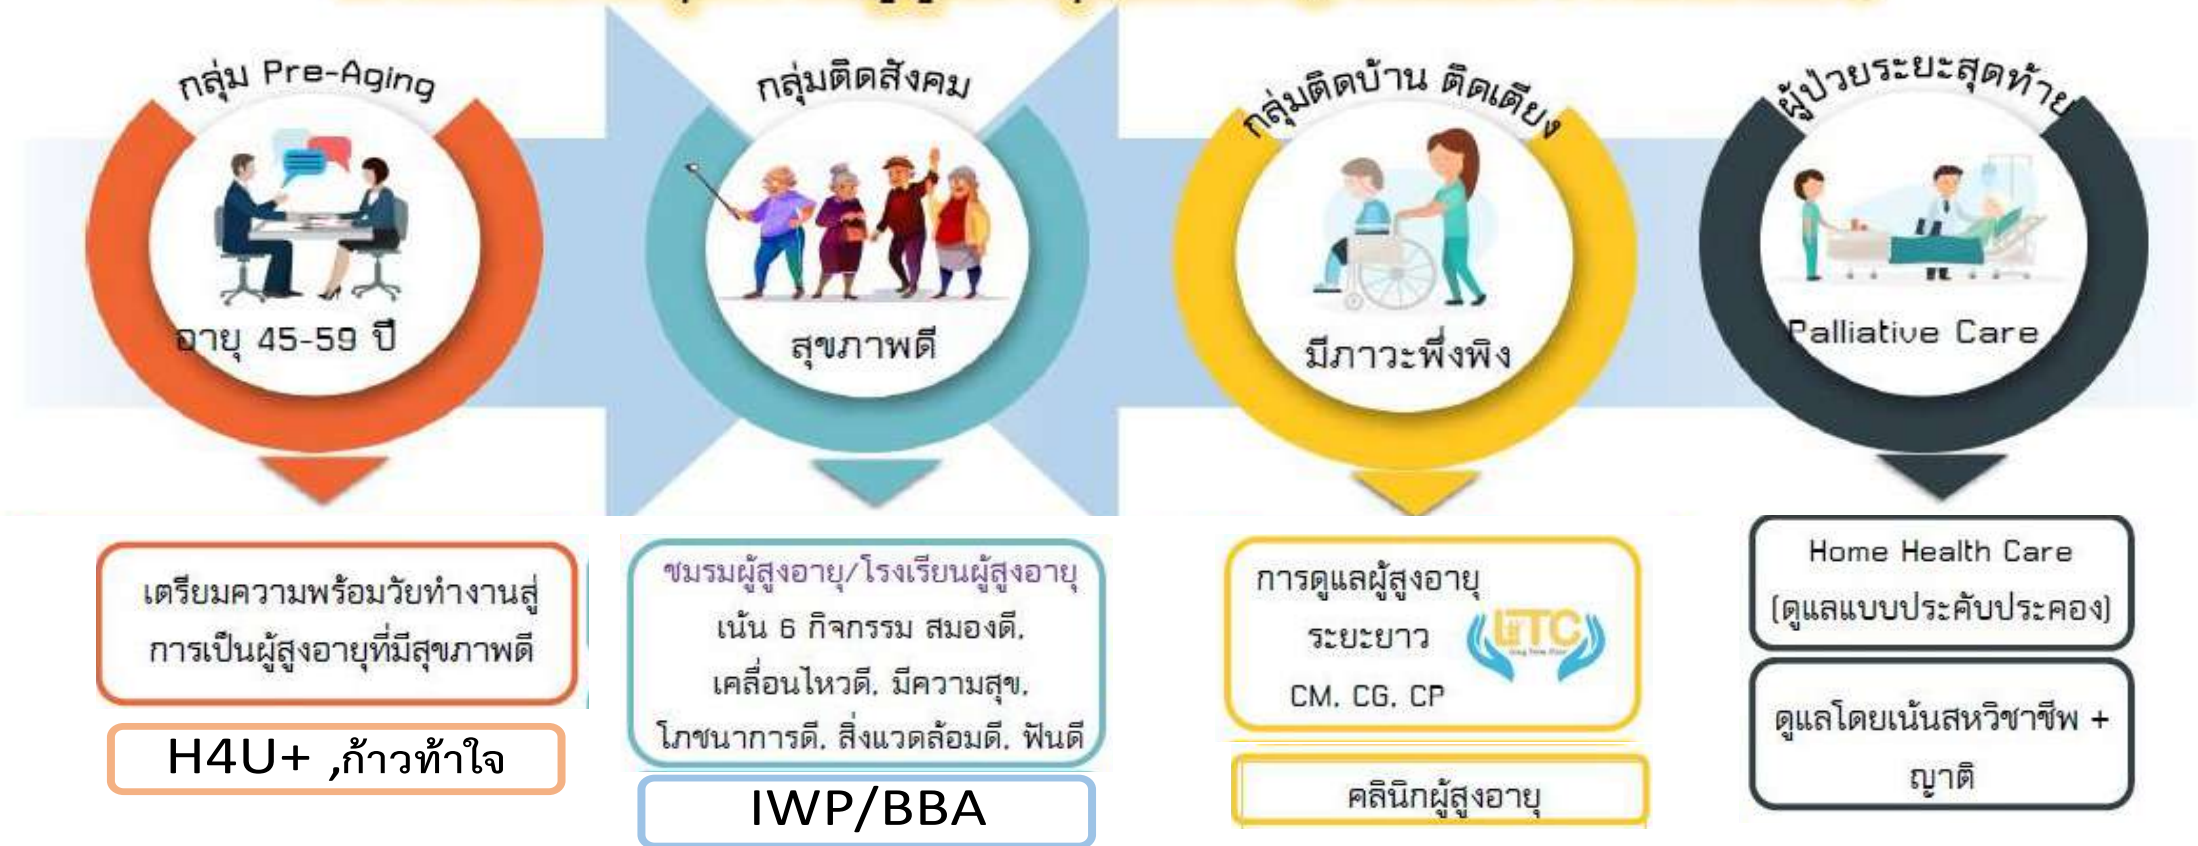 กลุ่ม Pre-Aging
อายุ 45-59 ปี
เตรียมความพร้อมวัยทำงานสู่
การเป็นผู้สูงอายุที่มีสุขภาพดี
H4U+ ,ก้าวท้าใจ
กลุ่มติดสังคม
สุขภาพดี
ชมรมผู้สูงอายุ/โรงเรียนผู้สูงอายุ
เน้น 6 กิจกรรม สมองดี,
เคลื่อนไหวดี, มีความสุข,
โภชนาการดี, สิ่งแวดล้อมดี, ฟันดี
IWP/BBA
กลุ่มติดบ้าน ติดเตียง
มีภาวะพึ่งพิง
การดูแลผู้สูงอายุ
ระยะยาว
CM, CG, CP
LTC
Long Term Care
คลินิกผู้สูงอายุ
ผู้ป่วยระยะสุดท้าย
Palliative Care
Home Health Care
(ดูแลแบบประคับประคอง)
ดูแลโดยเน้นสหวิชาชีพ +
ญาติ